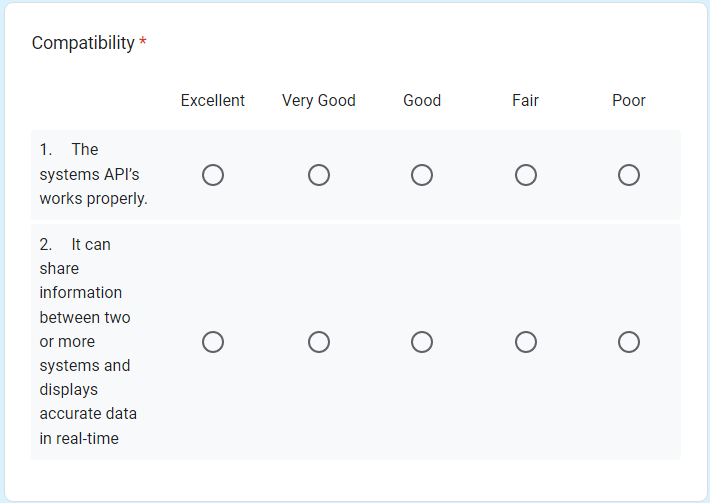 Compatibility *
Excellent Very Good Good Fair Poor
1. The
systems API's
works properly.
2. It can
share
information
between two
or more
systems and
displays
accurate data
in real-time